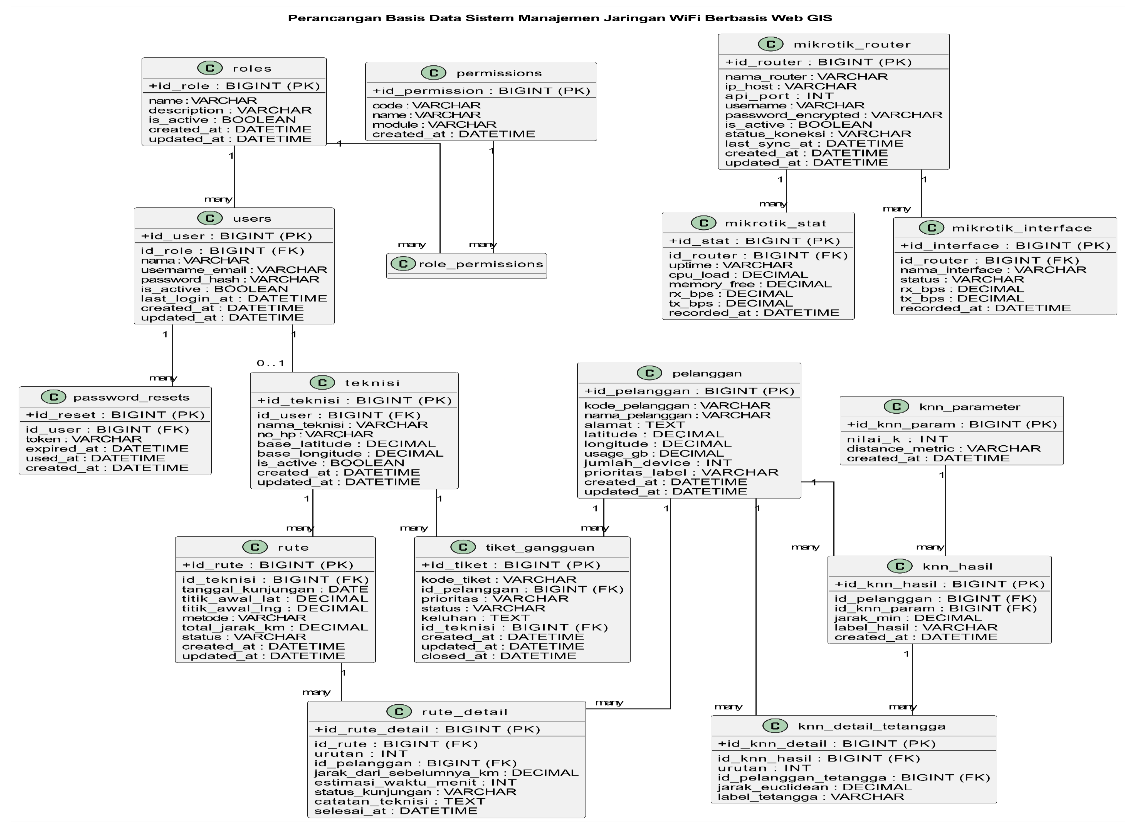 Perancangan Basis Data Sistem Manajemen Jaringan WiFi Berbasis Web GIS
C roles
+id_role : BIGINT (PK)
name : VARCHAR
description : VARCHAR
is_active : BOOLEAN
created_at : DATETIME
updated_at : DATETIME
C permissions
+id_permission : BIGINT (PK)
code : VARCHAR
name : VARCHAR
module : VARCHAR
created_at : DATETIME
C mikrotik_router
+id_router : BIGINT (PK)
nama_router : VARCHAR
ip_host : VARCHAR
api_port : INT
username : VARCHAR
password_encrypted : VARCHAR
is_active : BOOLEAN
status_koneksi : VARCHAR
last_sync_at : DATETIME
created_at : DATETIME
updated_at : DATETIME
1
1
1
1
1
many
many
many
many
many
C users
+id_user : BIGINT (PK)
id_role : BIGINT (FK)
nama : VARCHAR
username_email : VARCHAR
password_hash : VARCHAR
is_active : BOOLEAN
last_login_at : DATETIME
created_at : DATETIME
updated_at : DATETIME
C role_permissions
C mikrotik_stat
+id_stat : BIGINT (PK)
id_router : BIGINT (FK)
uptime : VARCHAR
cpu_load : DECIMAL
memory_free : DECIMAL
rx_bps : DECIMAL
tx_bps : DECIMAL
recorded_at : DATETIME
C mikrotik_interface
+id_interface : BIGINT (PK)
id_router : BIGINT (FK)
nama_interface : VARCHAR
status : VARCHAR
rx_bps : DECIMAL
tx_bps : DECIMAL
recorded_at : DATETIME
1
1
many
0..1
C password_resets
+id_reset : BIGINT (PK)
id_user : BIGINT (FK)
token : VARCHAR
expired_at : DATETIME
used_at : DATETIME
created_at : DATETIME
C teknisi
+id_teknisi : BIGINT (PK)
id_user : BIGINT (FK)
nama_teknisi : VARCHAR
no_hp : VARCHAR
base_latitude : DECIMAL
base_longitude : DECIMAL
is_active : BOOLEAN
created_at : DATETIME
updated_at : DATETIME
C pelanggan
+id_pelanggan : BIGINT (PK)
kode_pelanggan : VARCHAR
nama_pelanggan : VARCHAR
alamat : TEXT
latitude : DECIMAL
longitude : DECIMAL
usage_gb : DECIMAL
jumlah_device : INT
prioritas_label : VARCHAR
created_at : DATETIME
updated_at : DATETIME
C knn_parameter
+id_knn_param : BIGINT (PK)
nilai_k : INT
distance_metric : VARCHAR
created_at : DATETIME
1
1
1
1
1
1
1
many
many
many
many
many
C rute
+id_rute : BIGINT (PK)
id_teknisi : BIGINT (FK)
tanggal_kunjungan : DATE
titik_awal_lat : DECIMAL
titik_awal_lng : DECIMAL
metode : VARCHAR
total_jarak_km : DECIMAL
status : VARCHAR
created_at : DATETIME
updated_at : DATETIME
C tiket_gangguan
+id_tiket : BIGINT (PK)
kode_tiket : VARCHAR
id_pelanggan : BIGINT (FK)
prioritas : VARCHAR
status : VARCHAR
keluhan : TEXT
id_teknisi : BIGINT (FK)
created_at : DATETIME
updated_at : DATETIME
closed_at : DATETIME
C knn_hasil
+id_knn_hasil : BIGINT (PK)
id_pelanggan : BIGINT (FK)
id_knn_param : BIGINT (FK)
jarak_min : DECIMAL
label_hasil : VARCHAR
created_at : DATETIME
1
1
many
many
many
many
C rute_detail
+id_rute_detail : BIGINT (PK)
id_rute : BIGINT (FK)
urutan : INT
id_pelanggan : BIGINT (FK)
jarak_dari_sebelumnya_km : DECIMAL
estimasi_waktu_menit : INT
status_kunjungan : VARCHAR
catatan_teknisi : TEXT
selesai_at : DATETIME
C knn_detail_tetangga
+id_knn_detail : BIGINT (PK)
id_knn_hasil : BIGINT (FK)
urutan : INT
id_pelanggan_tetangga : BIGINT (FK)
jarak_euclidean : DECIMAL
label_tetangga : VARCHAR